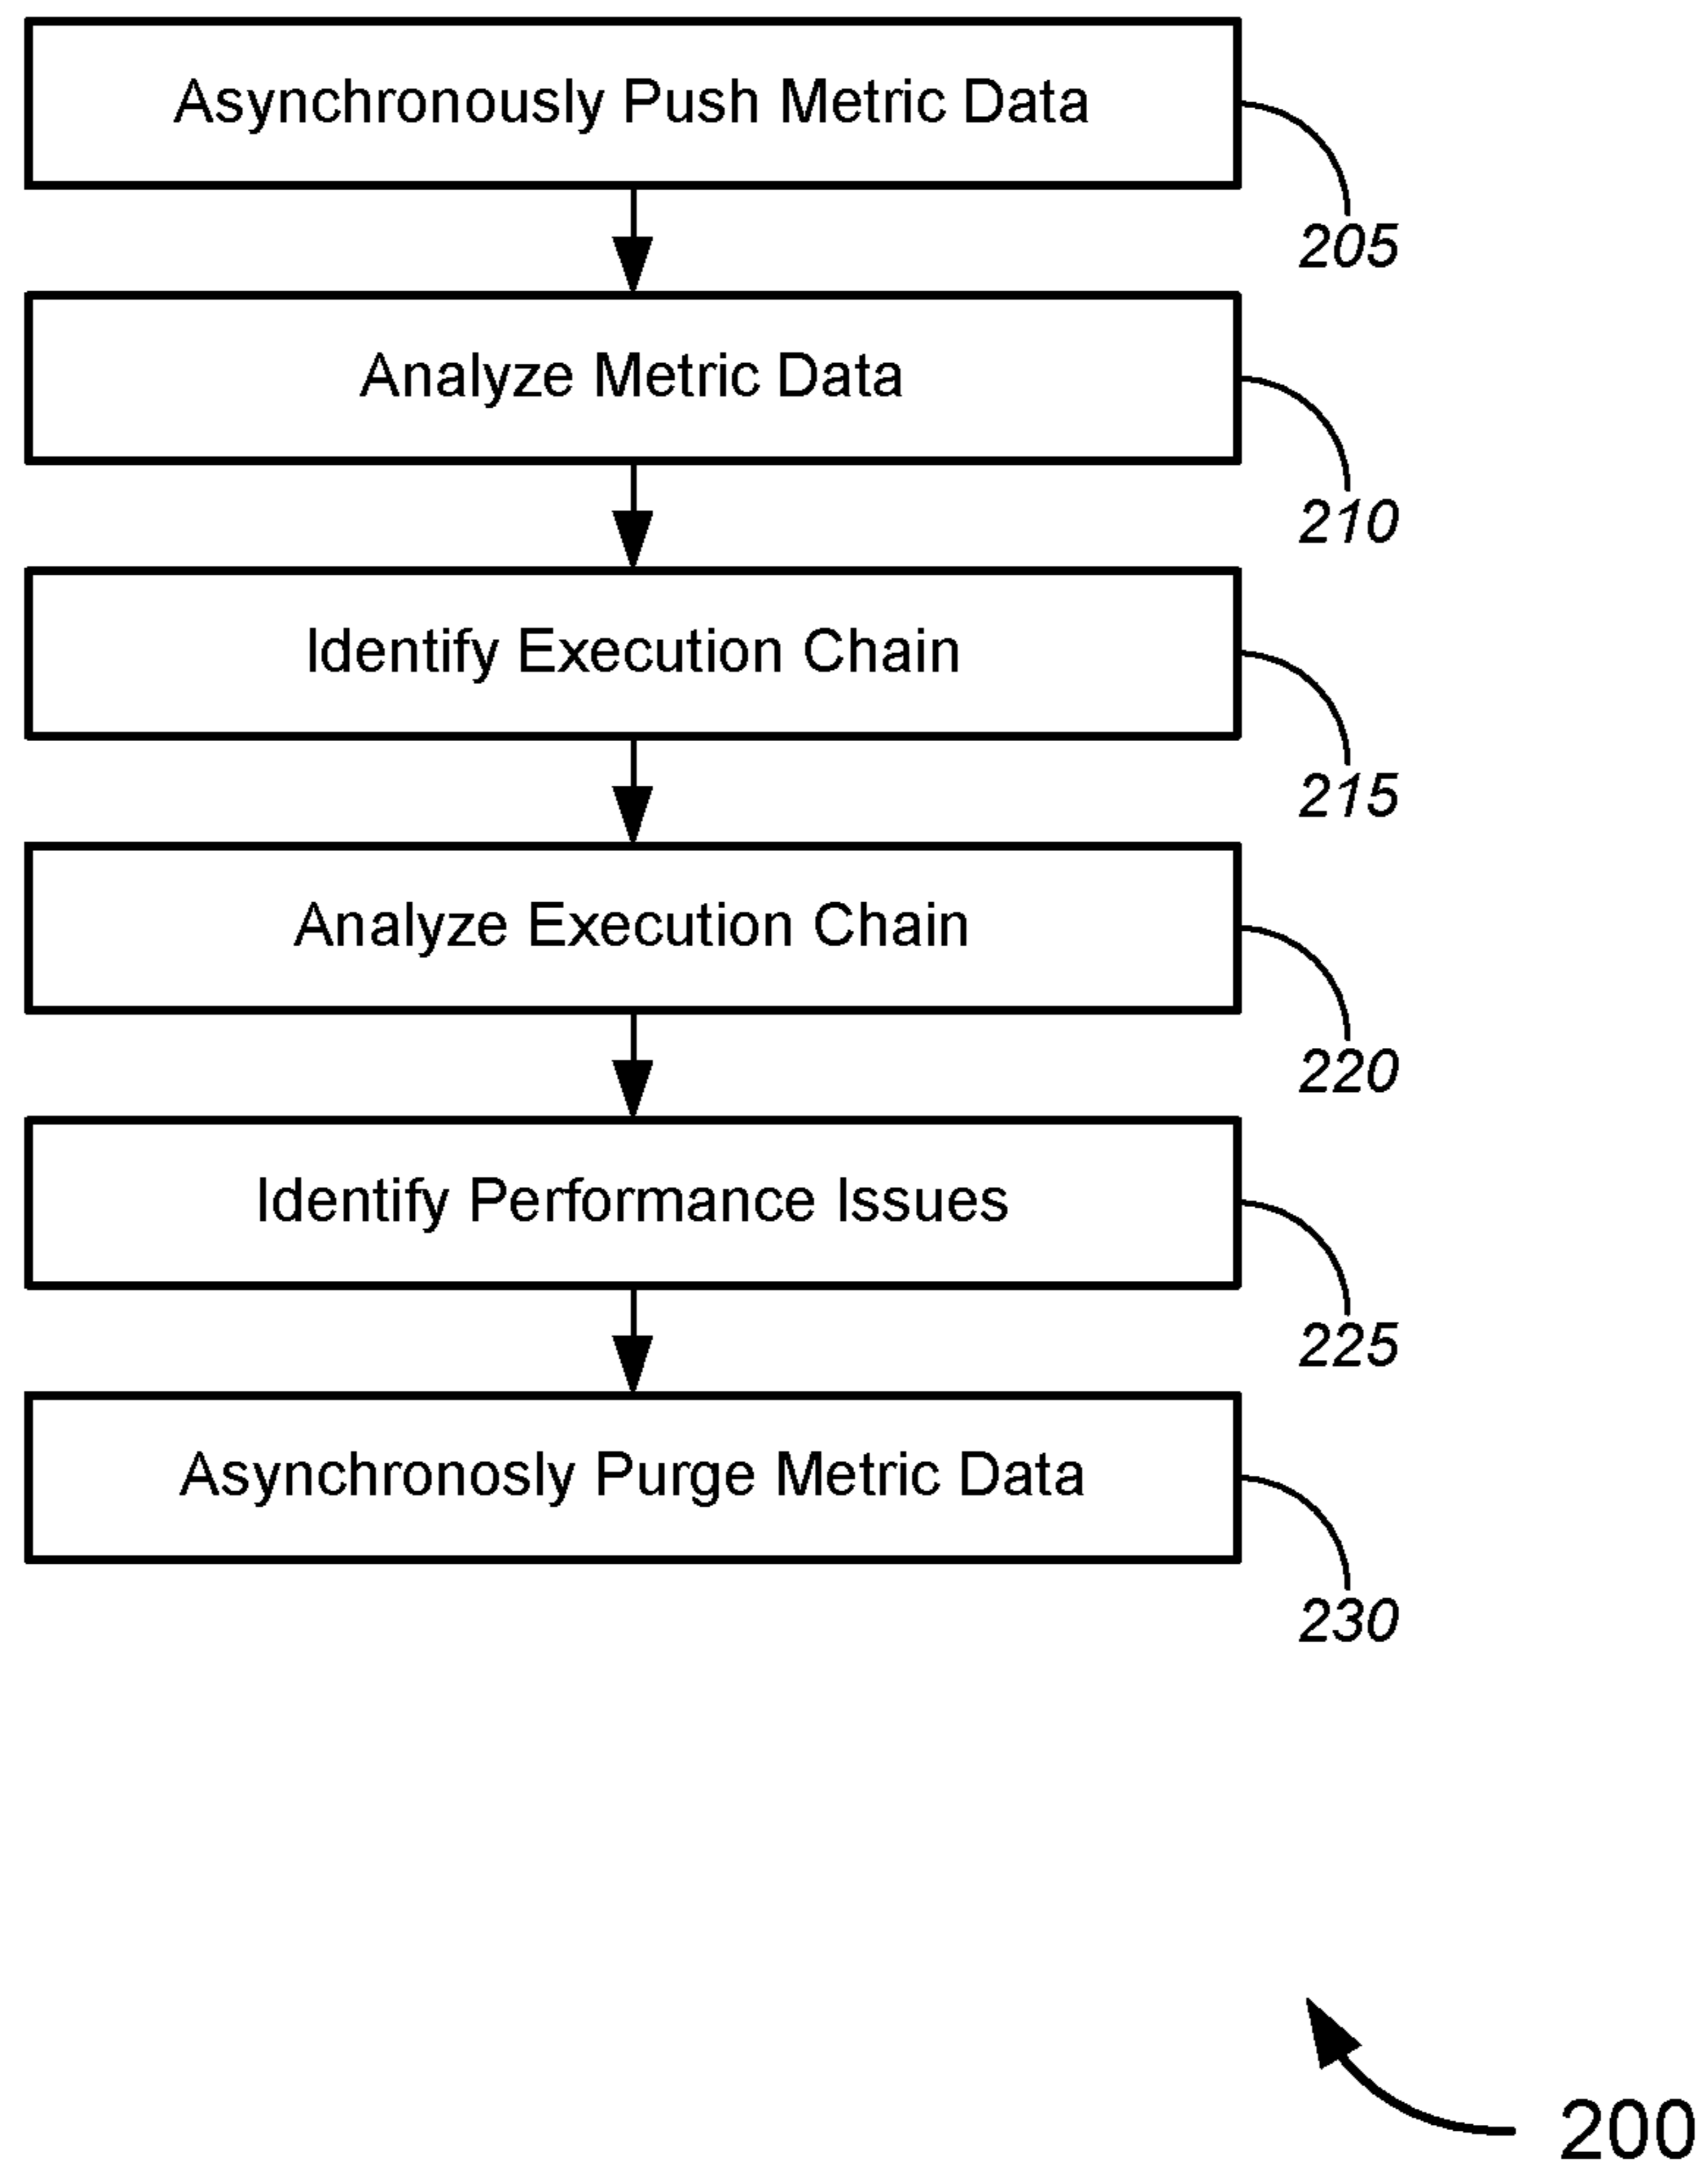 Asynchronously Push Metric Data
205
Analyze Metric Data
210
Identify Execution Chain
215
Analyze Execution Chain
220
Identify Performance Issues
225
Asynchronosly Purge Metric Data
230
200